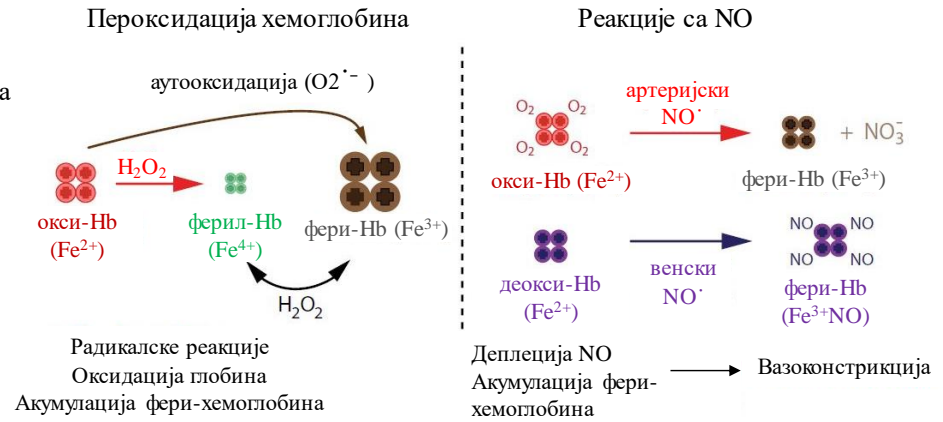 Пероксидација хемоглобина
аутооксидација (O2˙⁻ )
а
H₂O₂
окси-Hb
(Fe²⁺)
ферил-Hb
(Fe⁴⁺)
фери-Hb (Fe³⁺)
H₂O₂
Радикалске реакције
Оксидација глобина
Акумулација фери-хемоглобина
Реакције са NO
O₂ O₂
O₂ O₂
окси-Hb (Fe²⁺)
артеријски
NO˙
+ NO₃⁻
фери-Hb (Fe³⁺)
деокси-Hb
(Fe²⁺)
венски
NO˙
NO NO
NO NO
фери-Hb
(Fe³⁺NO)
Деплеција NO
Акумулација фери-
хемоглобина
Вазоконстрикција